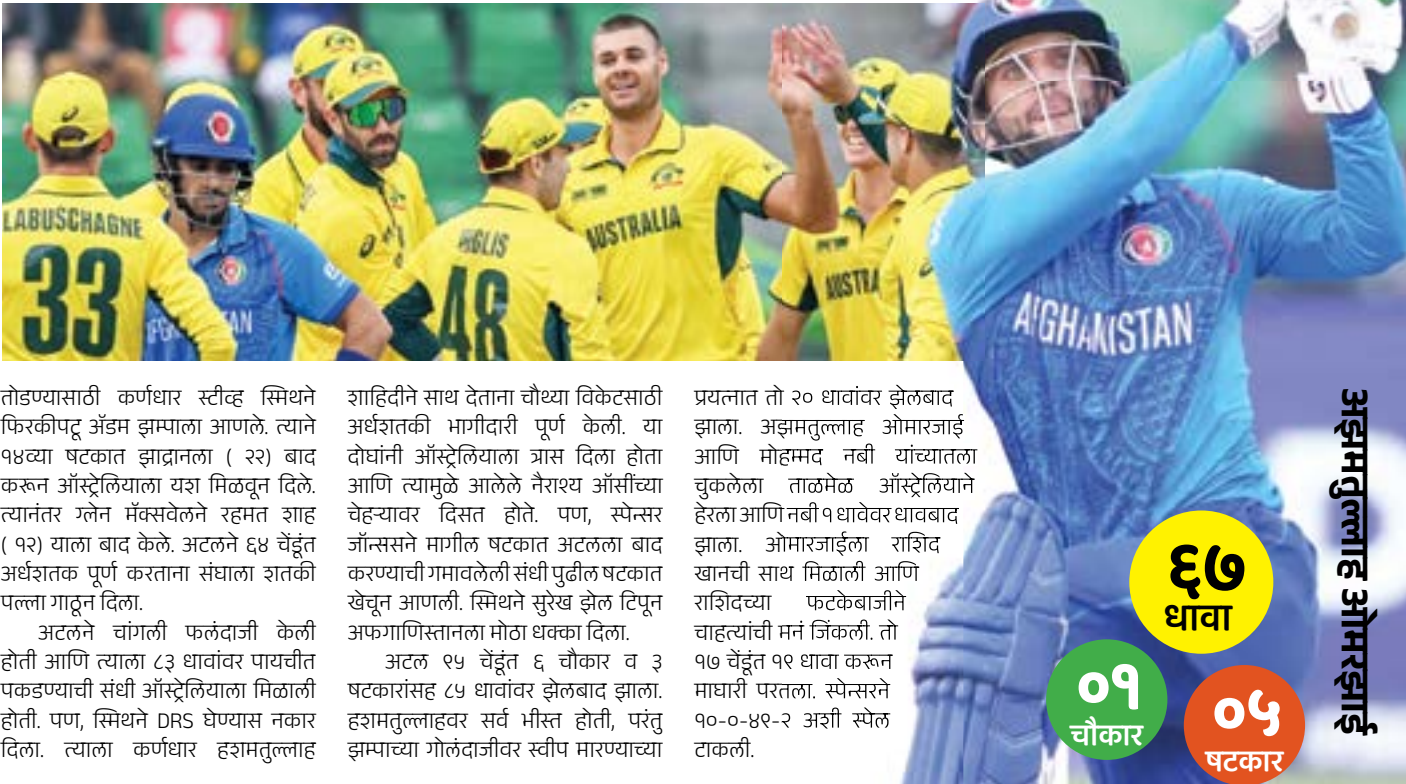 LABUSCHAGNE
33
48
AUSTRALIA
AUSTRA
AFGHANISTAN
तोडण्यासाठी कर्णधार स्टीव्ह स्मिथने
फिरकीपटू ॲडम झम्पाला आणले. त्याने
१४व्या षटकात झाद्रानला ( २२) बाद
करून ऑस्ट्रेलियाला यश मिळवून दिले.
त्यानंतर ग्लेन मॅक्सवेलने रहमत शाह
( १२) याला बाद केले. अटलने ६४ चेंडूंत
अर्धशतक पूर्ण करताना संघाला शतकी
पल्ला गाठून दिला.
अटलने चांगली फलंदाजी केली
होती आणि त्याला ८३ धावांवर पायचीत
पकडण्याची संधी ऑस्ट्रेलियाला मिळाली
होती. पण, स्मिथने DRS घेण्यास नकार
दिला. त्याला कर्णधार हशमतुल्लाह
शाहिदीने साथ देताना चौथ्या विकेटसाठी
अर्धशतकी भागीदारी पूर्ण केली. या
दोघांनी ऑस्ट्रेलियाला त्रास दिला होता
आणि त्यामुळे आलेले नैराश्य ऑसींच्या
चेहऱ्यावर दिसत होते. पण, स्पेन्सर
जॉन्ससने मागील षटकात अटलला बाद
करण्याची गमावलेली संधी पुढील षटकात
खेचून आणली. स्मिथने सुरेख झेल टिपून
अफगाणिस्तानला मोठा धक्का दिला.
अटल ९५ चेंडूंत ६ चौकार व ३
षटकारांसह ८५ धावांवर झेलबाद झाला.
हशमतुल्लाहवर सर्व भीस्त होती, परंतु
झम्पाच्या गोलंदाजीवर स्वीप मारण्याच्या
प्रयत्नात तो २० धावांवर झेलबाद
झाला. अझमतुल्लाह ओमारजाई
आणि मोहम्मद नबी यांच्यातला
चुकलेला ताळमेळ ऑस्ट्रेलियाने
हेरला आणि नबी १ धावेवर धावबाद
झाला. ओमारजाईला राशिद
खानची साथ मिळाली आणि
राशिदच्या फटकेबाजीने
चाहत्यांची मनं जिंकली. तो
१७ चेंडूंत १९ धावा करून
माघारी परतला. स्पेन्सरने
१०-०-४९-२ अशी स्पेल
टाकली.
अझमतुल्लाह ओमरझाई
६७
धावा
०१
चौकार
०५
षटकार